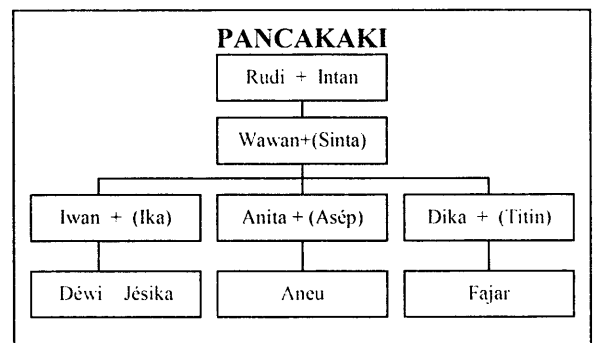 PANCAKAKI
Rudi + Intan
Wawan+(Sinta)
Iwan + (Ika) Anita + (Asép) Dika + (Titin)
Déwi Jésika Aneu Fajar